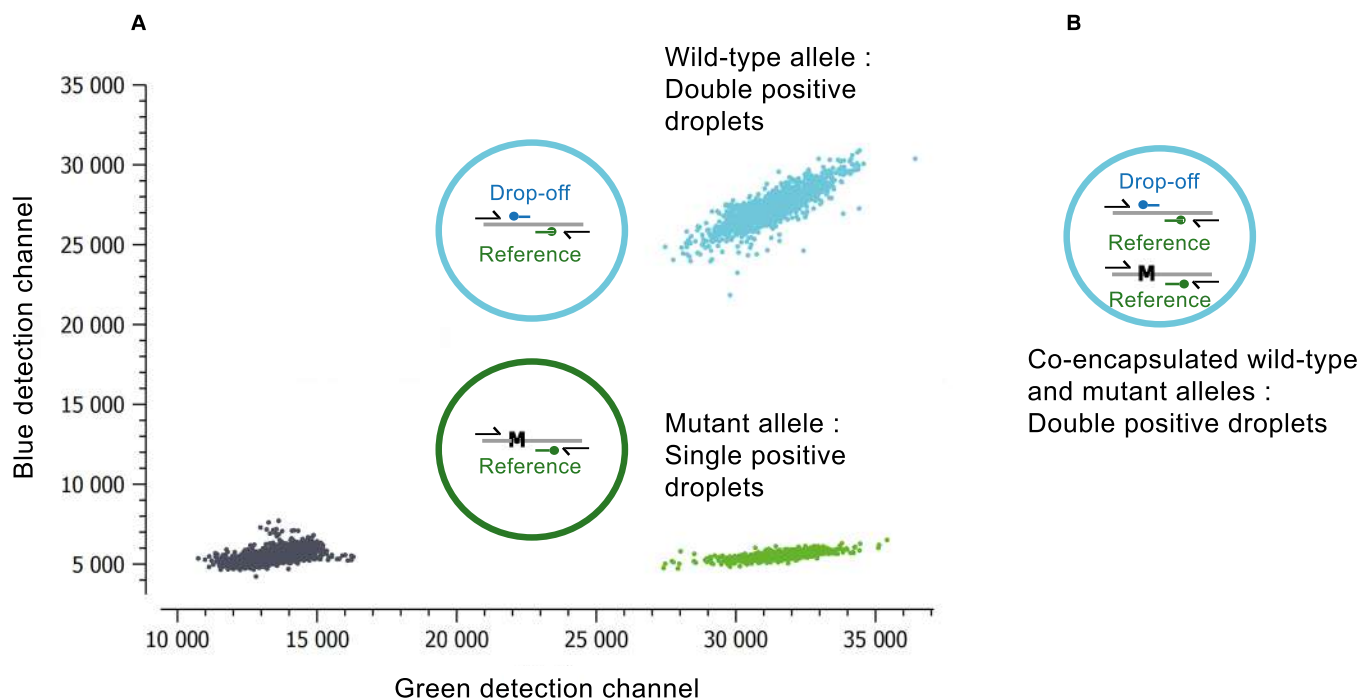 A
B
Wild-type allele :
Double positive
droplets
35 000
30 000
25 000
20 000
15 000
10 000
5 000
Blue detection channel
Drop-off
Reference
M
Reference
Mutant allele :
Single positive
droplets
10 000
15 000
20 000
25 000
30 000
35 000
Green detection channel
Drop-off
Reference
M
Reference
Co-encapsulated wild-type
and mutant alleles :
Double positive droplets